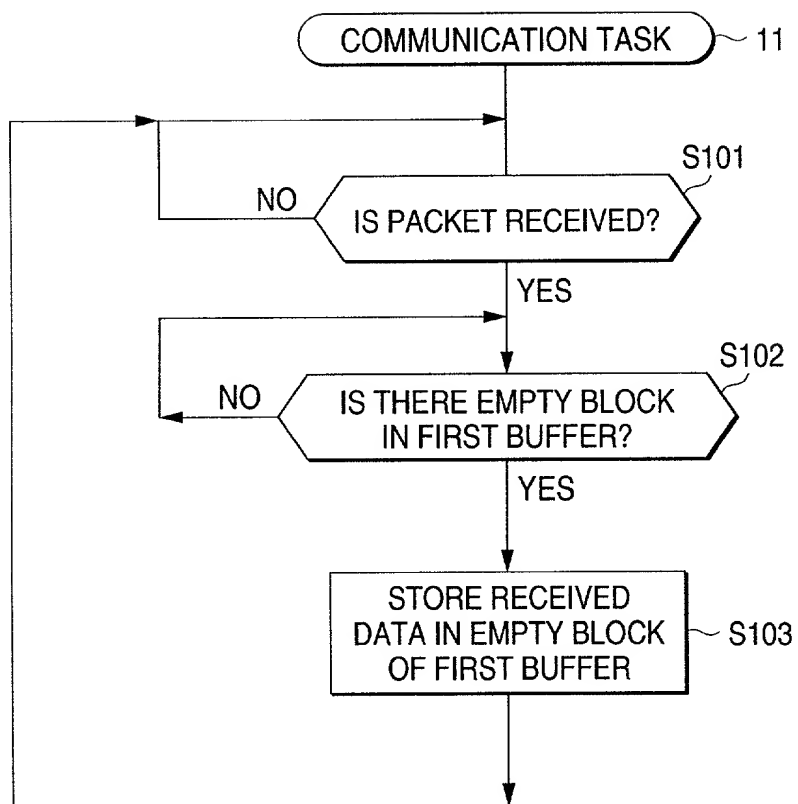 COMMUNICATION TASK
11
S101
NO
IS PACKET RECEIVED?
YES
S102
NO
IS THERE EMPTY BLOCK
IN FIRST BUFFER?
YES
STORE RECEIVED
DATA IN EMPTY BLOCK
OF FIRST BUFFER
S103